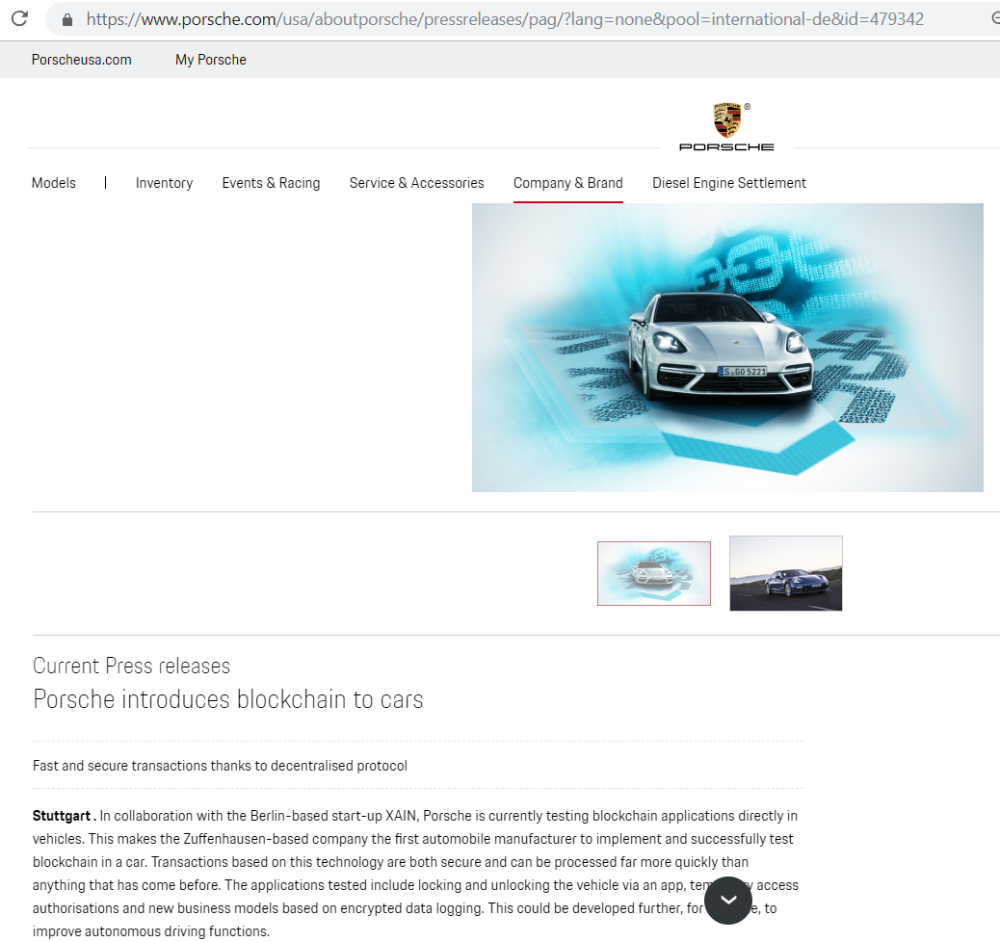 https://www.porsche.com/usa/aboutporsche/pressreleases/pag/?lang=none&pool=international-de&id=479342
Porscheusa.com My Porsche
PORSCHE
®
PORSCHE
Models | Inventory Events & Racing Service & Accessories Company & Brand Diesel Engine Settlement
S GO 5221
Current Press releases
Porsche introduces blockchain to cars
Fast and secure transactions thanks to decentralised protocol
Stuttgart . In collaboration with the Berlin-based start-up XAIN, Porsche is currently testing blockchain applications directly in
vehicles. This makes the Zuffenhausen-based company the first automobile manufacturer to implement and successfully test
blockchain in a car. Transactions based on this technology are both secure and can be processed far more quickly than
anything that has come before. The applications tested include locking and unlocking the vehicle via an app, access
authorisations and new business models based on encrypted data logging. This could be developed further, for to
improve autonomous driving functions.